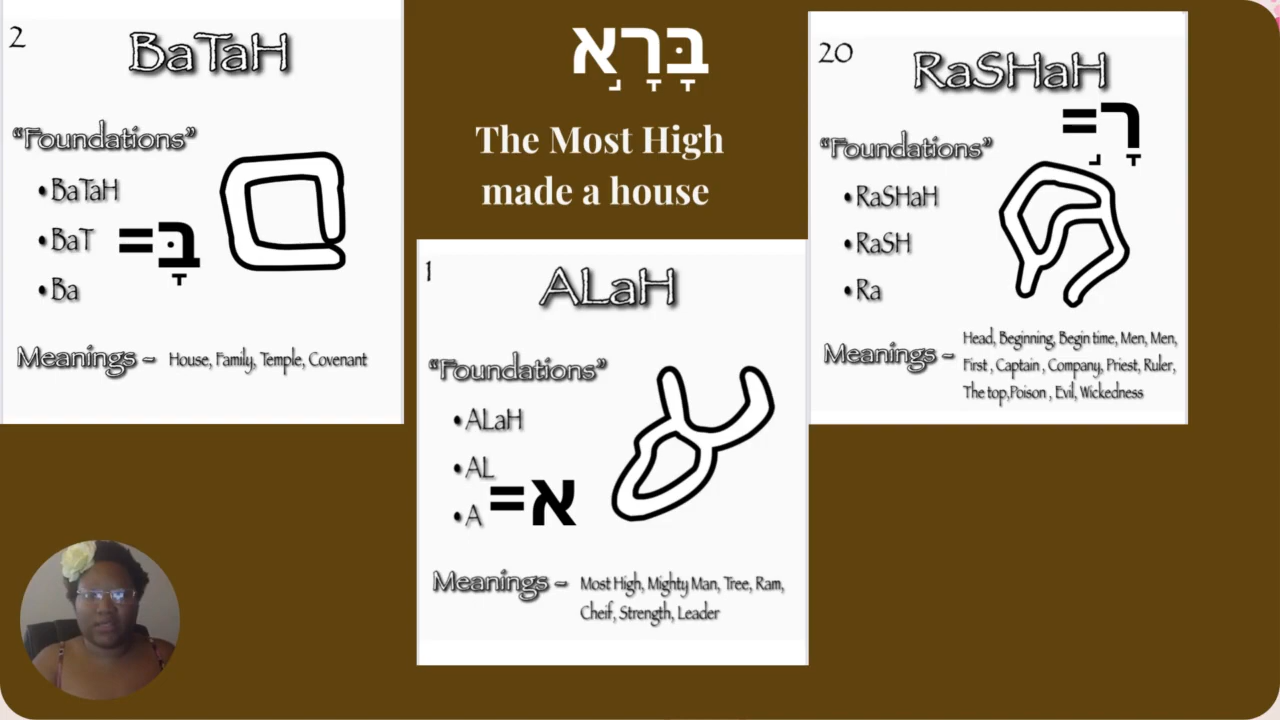 2
BaTaH
“Foundations”
•BaTaH
•BaT
•Ba
=בָּ
Meanings – House, Family, Temple, Covenant
בָּרָ֣א
The Most High
made a house
1
ALaH
“Foundations”
•ALaH
•AL
•A
=א
Meanings – Most High, Mighty Man, Tree, Ram,
Cheif, Strength, Leader
20
RaSHaH
=רָ֣
“Foundations”
•RaSHaH
•RaSH
•Ra
Meanings – Head, Beginning, Begin time, Men, Men,
First , Captain , Company, Priest, Ruler,
The top,Poison , Evil, Wickedness